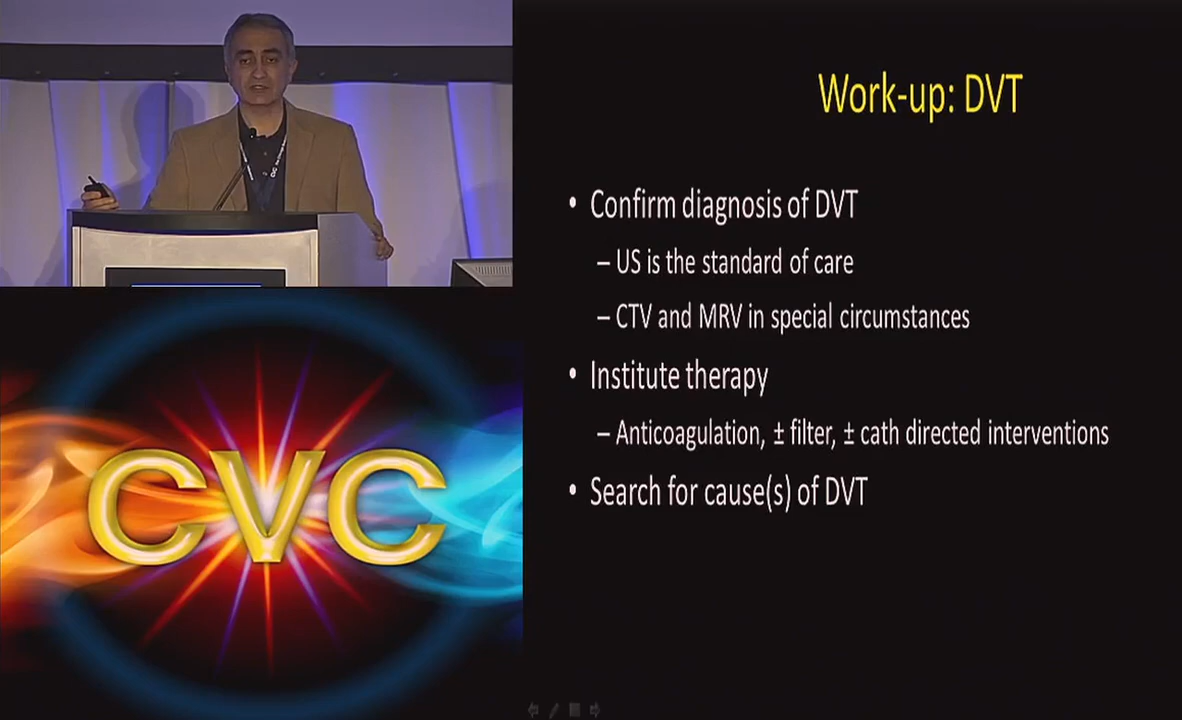 Work-up: DVT
• Confirm diagnosis of DVT
– US is the standard of care
– CTV and MRV in special circumstances
• Institute therapy
– Anticoagulation, ± filter, ± cath directed interventions
• Search for cause(s) of DVT
CVC